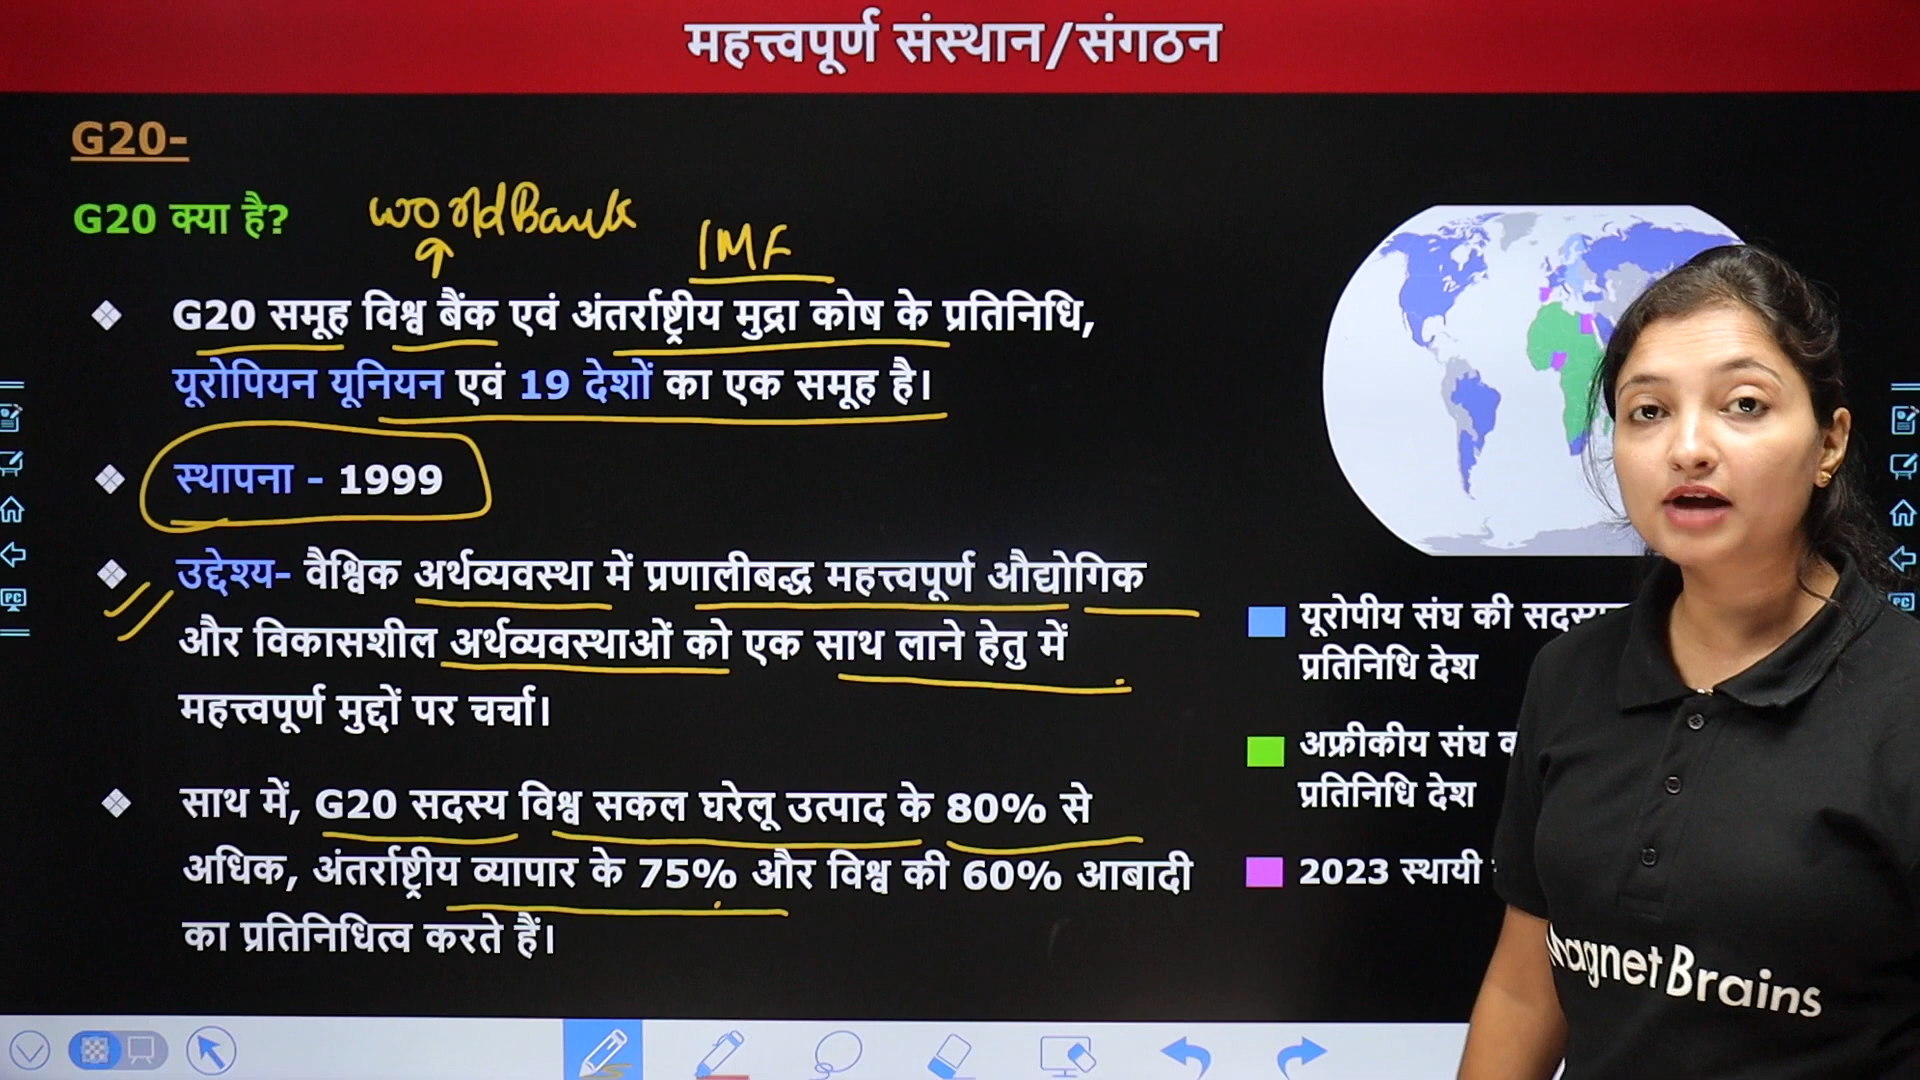 महत्त्वपूर्ण संस्थान/संगठन
G20-
G20 क्या है?
World Bank
IMF
❖ G20 समूह विश्व बैंक एवं अंतर्राष्ट्रीय मुद्रा कोष के प्रतिनिधि,
यूरोपियन यूनियन एवं 19 देशों का एक समूह है।
❖ स्थापना - 1999
❖ उद्देश्य- वैश्विक अर्थव्यवस्था में प्रणालीबद्ध महत्त्वपूर्ण औद्योगिक
और विकासशील अर्थव्यवस्थाओं को एक साथ लाने हेतु में
महत्त्वपूर्ण मुद्दों पर चर्चा।
❖ साथ में, G20 सदस्य विश्व सकल घरेलू उत्पाद के 80% से
अधिक, अंतर्राष्ट्रीय व्यापार के 75% और विश्व की 60% आबादी
का प्रतिनिधित्व करते हैं।
यूरोपीय संघ की
प्रतिनिधि देश
अफ्रीकीय संघ
प्रतिनिधि देश
2023 स्थायी
Magnet Brains
PC
PC